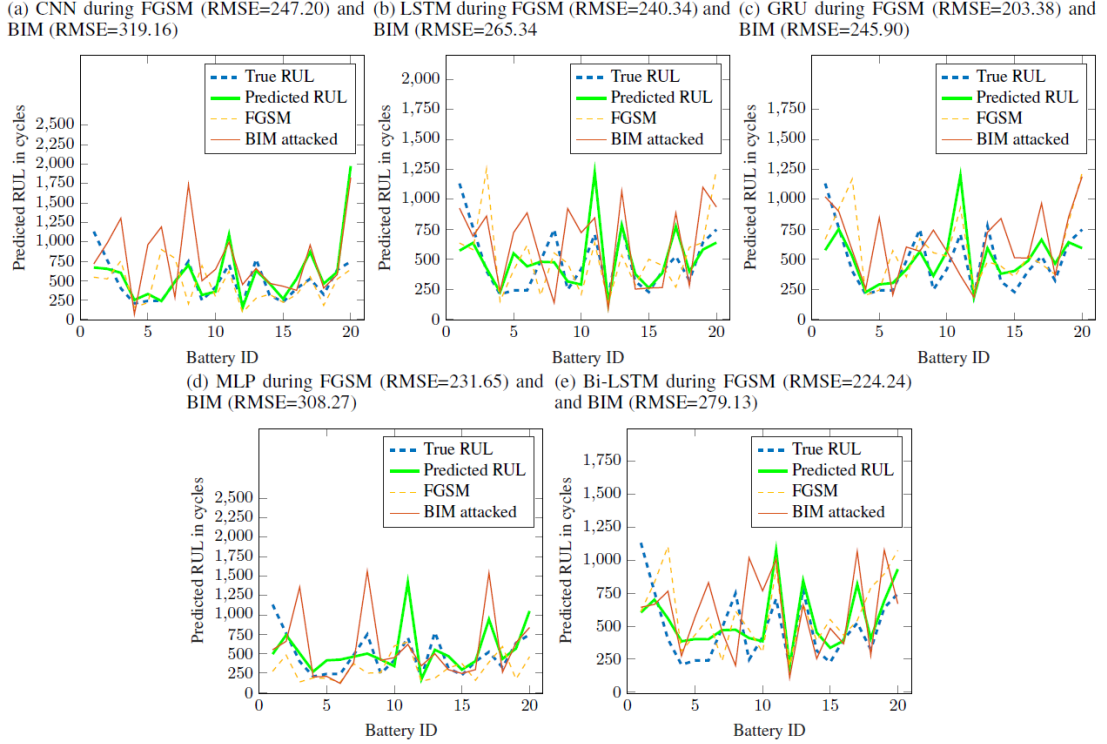 (a) CNN during FGSM (RMSE=247.20) and
BIM (RMSE=319.16)
Predicted RUL in cycles
2,500
2,250
2,000
1,750
1,500
1,250
1,000
750
500
250
0
True RUL
Predicted RUL
FGSM
BIM attacked
0 5 10 15 20
Battery ID
(b) LSTM during FGSM (RMSE=240.34) and
BIM (RMSE=265.34
Predicted RUL in cycles
2,000
1,750
1,500
1,250
1,000
750
500
250
0
True RUL
Predicted RUL
FGSM
BIM attacked
0 5 10 15 20
Battery ID
(c) GRU during FGSM (RMSE=203.38) and
BIM (RMSE=245.90)
Predicted RUL in cycles
1,750
1,500
1,250
1,000
750
500
250
0
True RUL
Predicted RUL
FGSM
BIM attacked
0 5 10 15 20
Battery ID
(d) MLP during FGSM (RMSE=231.65) and
BIM (RMSE=308.27)
Predicted RUL in cycles
2,500
2,250
2,000
1,750
1,500
1,250
1,000
750
500
250
0
True RUL
Predicted RUL
FGSM
BIM attacked
0 5 10 15 20
Battery ID
(e) Bi-LSTM during FGSM (RMSE=224.24)
and BIM (RMSE=279.13)
Predicted RUL in cycles
1,750
1,500
1,250
1,000
750
500
250
0
True RUL
Predicted RUL
FGSM
BIM attacked
0 5 10 15 20
Battery ID